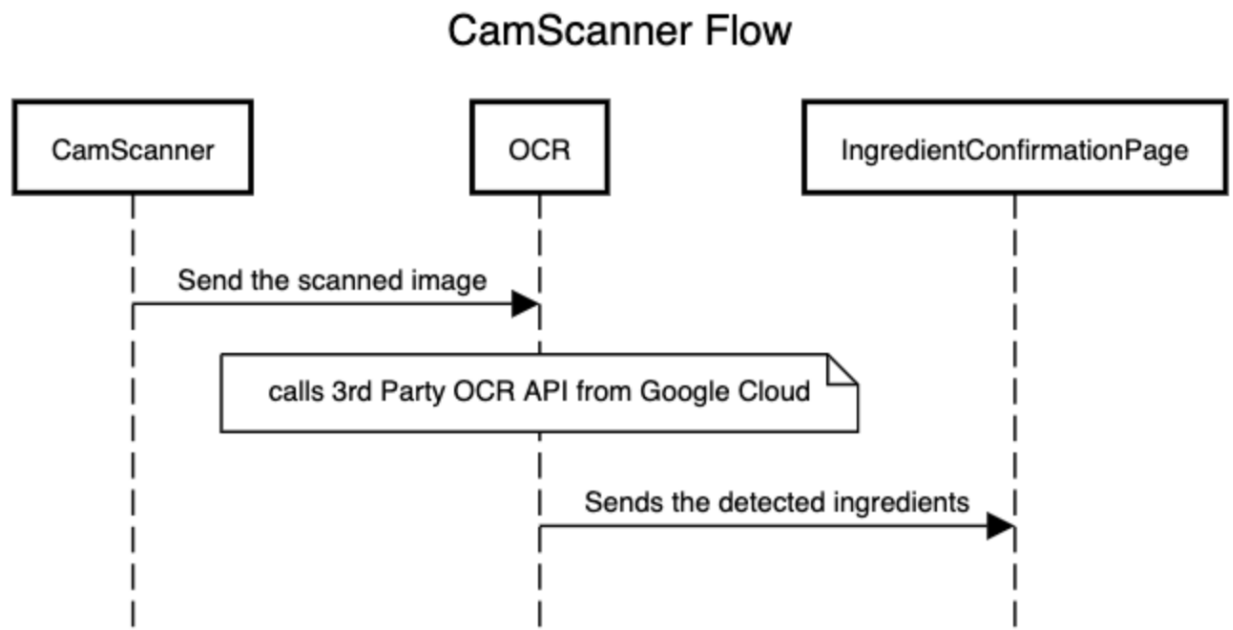 CamScanner Flow
CamScanner
OCR
IngredientConfirmationPage
Send the scanned image
calls 3rd Party OCR API from Google Cloud
Sends the detected ingredients